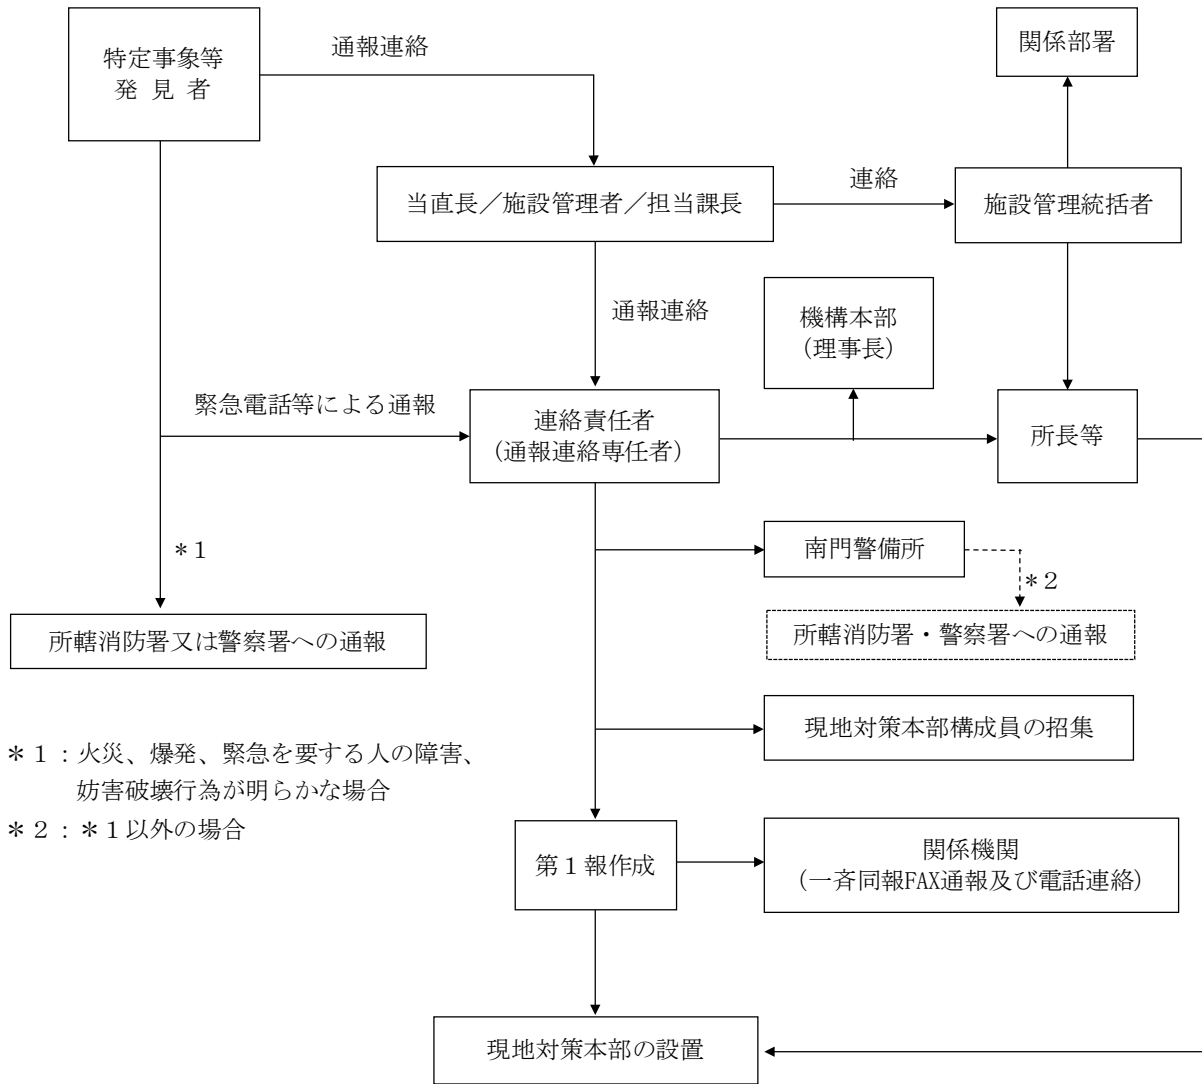 特定事象等
発 見 者
通報連絡
関係部署
当直長／施設管理者／担当課長
連絡
施設管理統括者
通報連絡
機構本部
（理事長）
緊急電話等による通報
連絡責任者
（通報連絡専任者）
所長等
＊１
南門警備所
＊２
所轄消防署又は警察署への通報
所轄消防署・警察署への通報
現地対策本部構成員の招集
＊１：火災、爆発、緊急を要する人の障害、
妨害破壊行為が明らかな場合
＊２：＊１以外の場合
第１報作成
関係機関
（一斉同報FAX通報及び電話連絡）
現地対策本部の設置